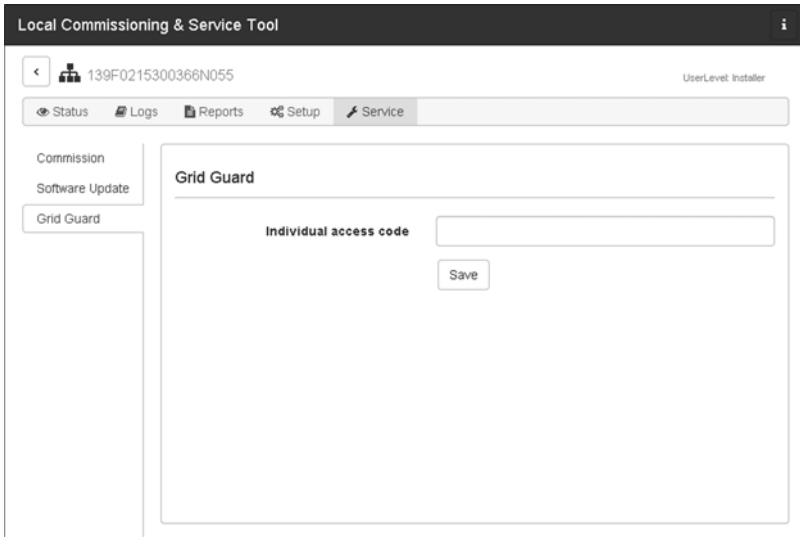 Local Commissioning & Service Tool
i
139F0215300366N055
UserLevel: Installer
Status Logs Reports Setup Service
Commission
Software Update
Grid Guard
Grid Guard
Individual access code
Save